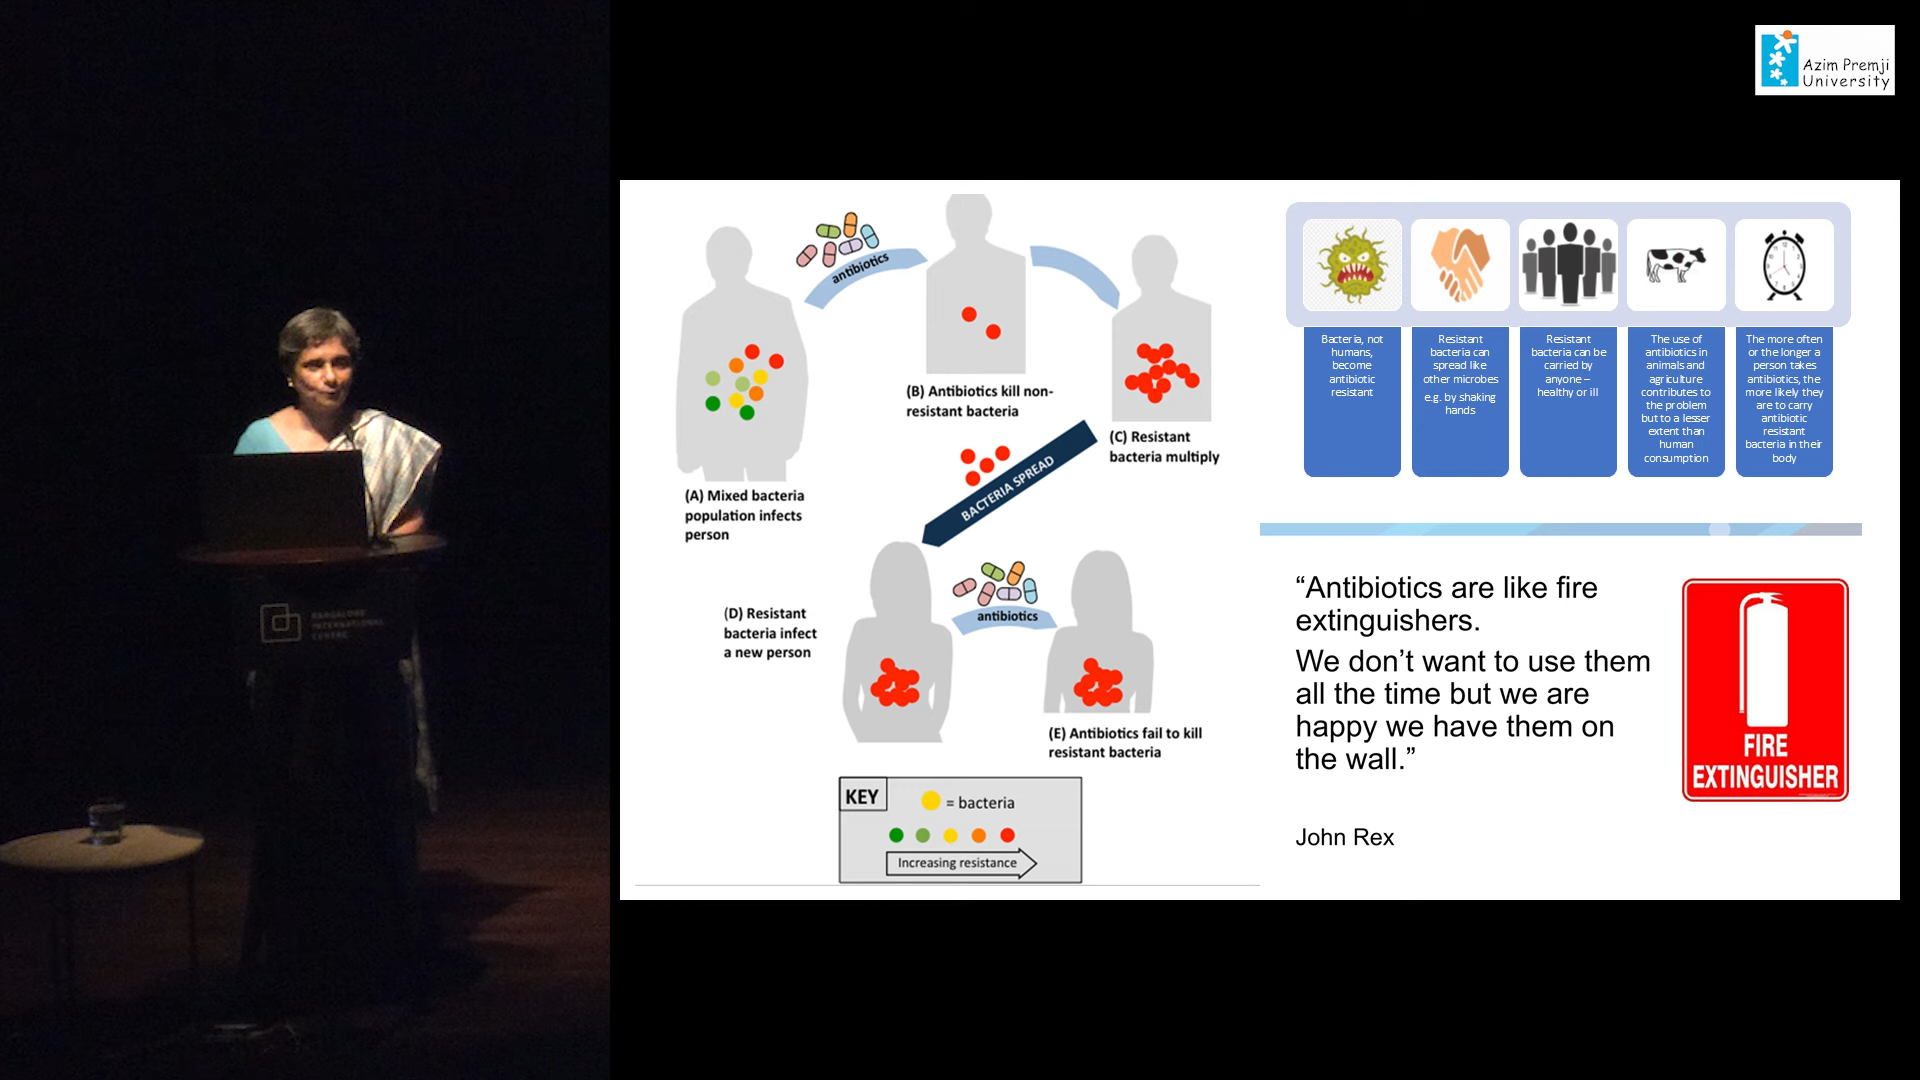 Azim Premji
University
antibiotics
(B) Antibiotics kill non-
resistant bacteria
(C) Resistant
bacteria multiply
(A) Mixed bacteria
population infects
person
BACTERIA SPREAD
(D) Resistant
bacteria infect
a new person
antibiotics
(E) Antibiotics fail to kill
resistant bacteria
KEY
= bacteria
Increasing resistance
Bacteria, not
humans,
become
antibiotic
resistant
Resistant
bacteria can
spread like
other microbes
e.g. by shaking
hands
Resistant
bacteria can be
carried by
anyone –
healthy or ill
The use of
antibiotics in
animals and
agriculture
contributes to
the problem
but to a lesser
extent than
human
consumption
The more often
or the longer a
person takes
antibiotics, the
more likely they
are to carry
antibiotic
resistant
bacteria in their
body
“Antibiotics are like fire
extinguishers.
We don’t want to use them
all the time but we are
happy we have them on
the wall.”
John Rex
FIRE
EXTINGUISHER
BANGALORE
INTERNATIONAL
CENTRE